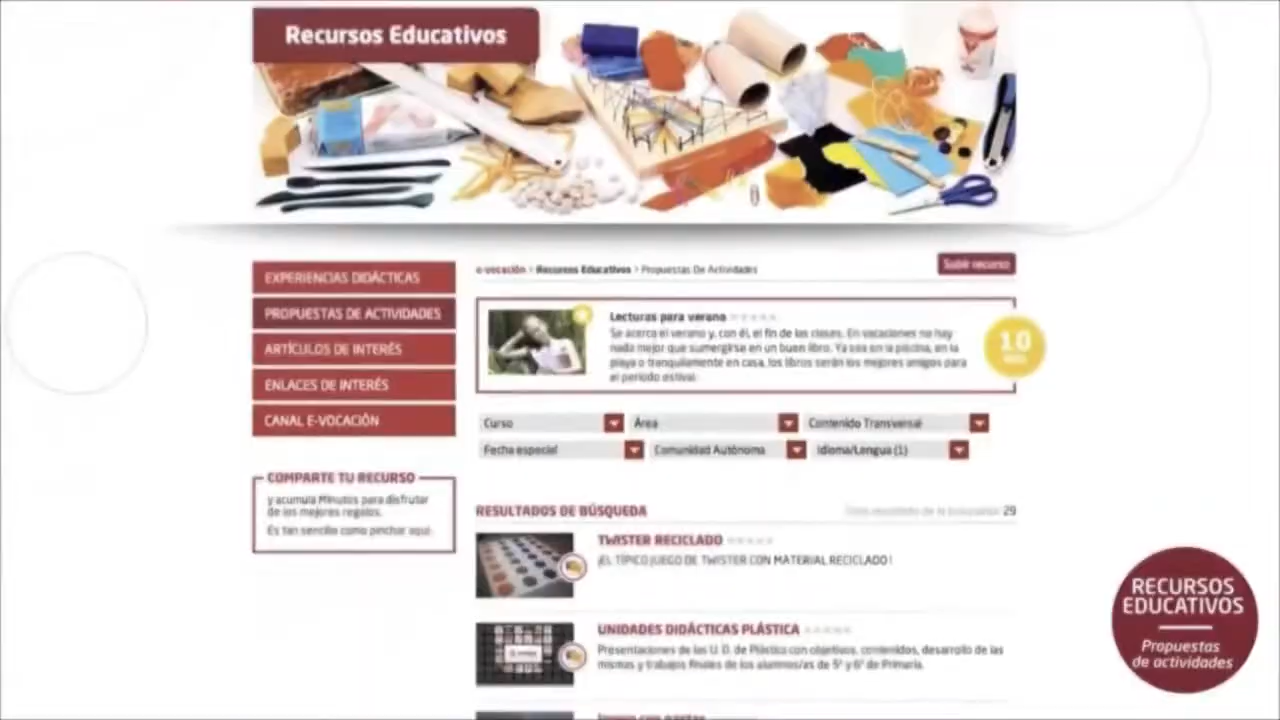 Recursos Educativos
EXPERIENCIAS DIDÁCTICAS
PROPUESTAS DE ACTIVIDADES
ARTÍCULOS DE INTERÉS
ENLACES DE INTERÉS
CANAL E-VOCACIÓN
COMPARTE TU RECURSO
y acumula Minutos para disfrutar
de los mejores regalos.
Es tan sencillo como pinchar aquí.
e-vocación > Recursos Educativos > Propuestas De Actividades
Subir recurso
Lecturas para verano
Se acerca el verano y, con él, el fin de las clases. En vacaciones no hay
nada mejor que sumergirse en un buen libro. Ya sea en la piscina, en la
playa o tranquilamente en casa, los libros serán los mejores amigos para
el periodo estival.
10
Curso
Área
Contenido Transversal
Fecha especial
Comunidad Autónoma
Idioma/Lengua (1)
RESULTADOS DE BÚSQUEDA
29
TWISTER RECICLADO
¡EL TÍPICO JUEGO DE TWISTER CON MATERIAL RECICLADO!
UNIDADES DIDÁCTICAS PLÁSTICA
Presentaciones de las U. D. de Plástica con objetivos, contenidos, desarrollo de las
mismas y trabajos finales de los alumnos/as de 5º y 6º de Primaria.
RECURSOS
EDUCATIVOS
Propuestas
de actividades